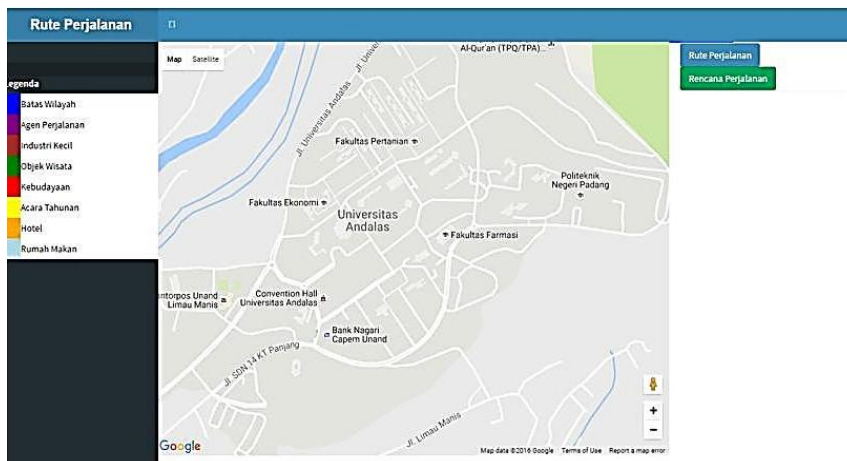 Rute Perjalanan
Legenda
Batas Wilayah
Agen Perjalanan
Industri Kecil
Objek Wisata
Kebudayaan
Acara Tahunan
Hotel
Rumah Makan
Map Satellite
Al-Qur'an (TPQ/TPA)...
Jl. Universitas Andalas
Fakultas Pertanian
Politeknik
Negeri Padang
Fakultas Ekonomi
Universitas
Andalas
Fakultas Farmasi
ntorpos Unand
Limau Manis
Convention Hall
Universitas Andalas
Bank Nagari
Capem Unand
Jl. SDN 14 KT Panjang
Jl. Limau Manis
+
−
Google
Map data ©2016 Google Terms of Use Report a map error
Rute Perjalanan
Rencana Perjalanan